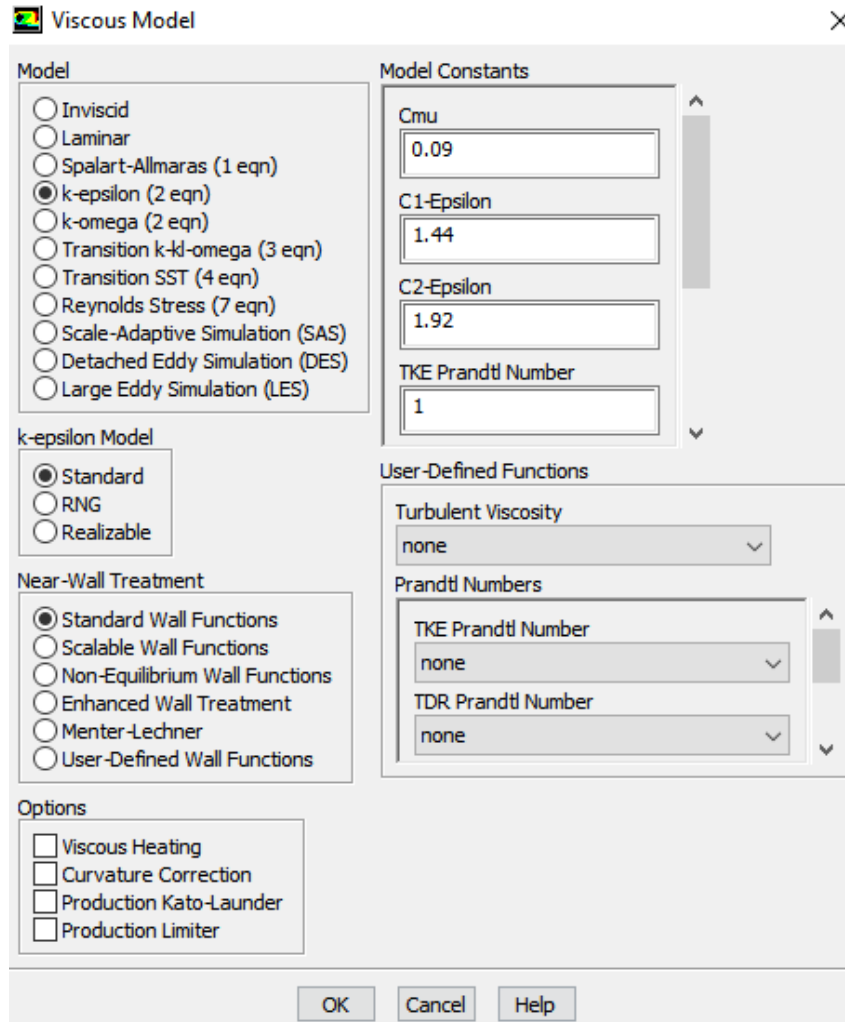 Viscous Model
Model
Inviscid
Laminar
Spalart-Allmaras (1 eqn)
k-epsilon (2 eqn)
k-omega (2 eqn)
Transition k-kl-omega (3 eqn)
Transition SST (4 eqn)
Reynolds Stress (7 eqn)
Scale-Adaptive Simulation (SAS)
Detached Eddy Simulation (DES)
Large Eddy Simulation (LES)
k-epsilon Model
Standard
RNG
Realizable
Near-Wall Treatment
Standard Wall Functions
Scalable Wall Functions
Non-Equilibrium Wall Functions
Enhanced Wall Treatment
Menter-Lechner
User-Defined Wall Functions
Options
Viscous Heating
Curvature Correction
Production Kato-Launder
Production Limiter
Model Constants
Cmu
0.09
C1-Epsilon
1.44
C2-Epsilon
1.92
TKE Prandtl Number
1
User-Defined Functions
Turbulent Viscosity
none
Prandtl Numbers
TKE Prandtl Number
none
TDR Prandtl Number
none
OK Cancel Help